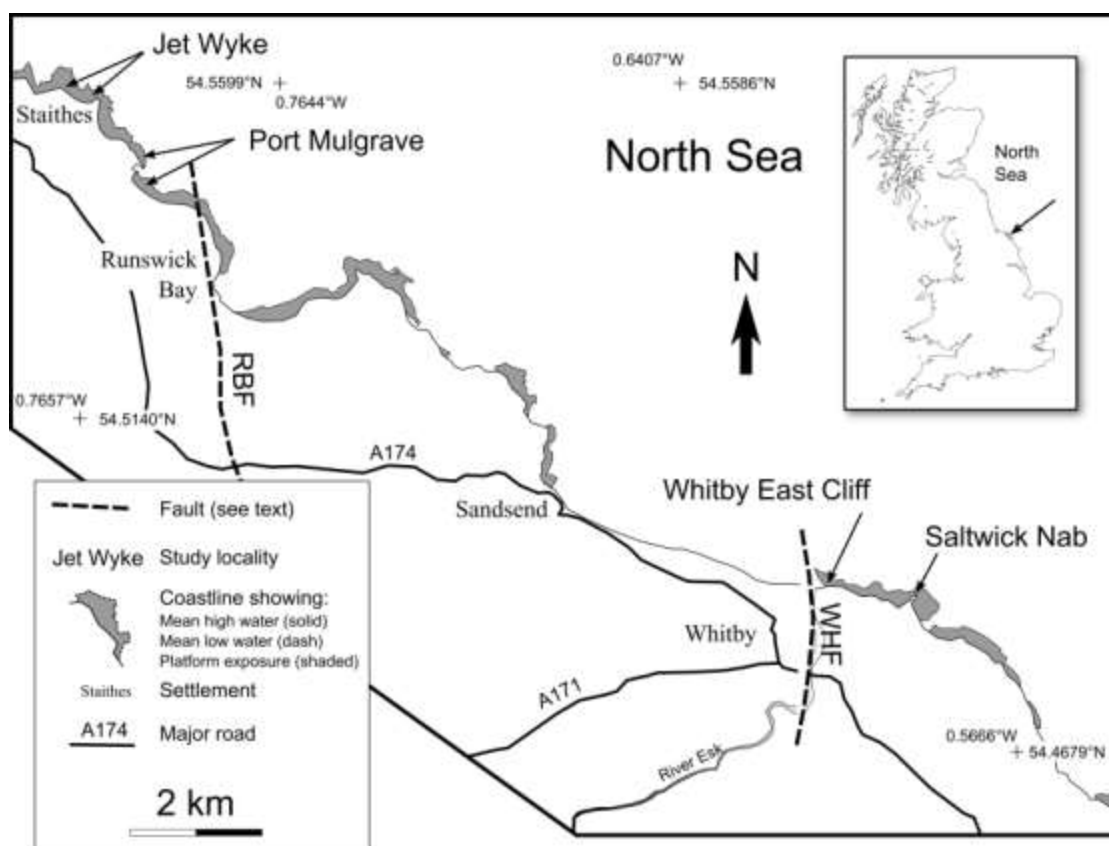 Jet Wyke
54.5599°N
0.7644°W
0.6407°W
54.5586°N
Staithes
Port Mulgrave
North Sea
North
Sea
N
Runswick
Bay
RBF
0.7657°W
54.5140°N
A174
Sandsend
Whitby East Cliff
Saltwick Nab
Whitby
WHF
A171
River Esk
0.5666°W
54.4679°N
Fault (see text)
Jet Wyke Study locality
Coastline showing:
Mean high water (solid)
Mean low water (dash)
Platform exposure (shaded)
Staithes Settlement
A174 Major road
2 km